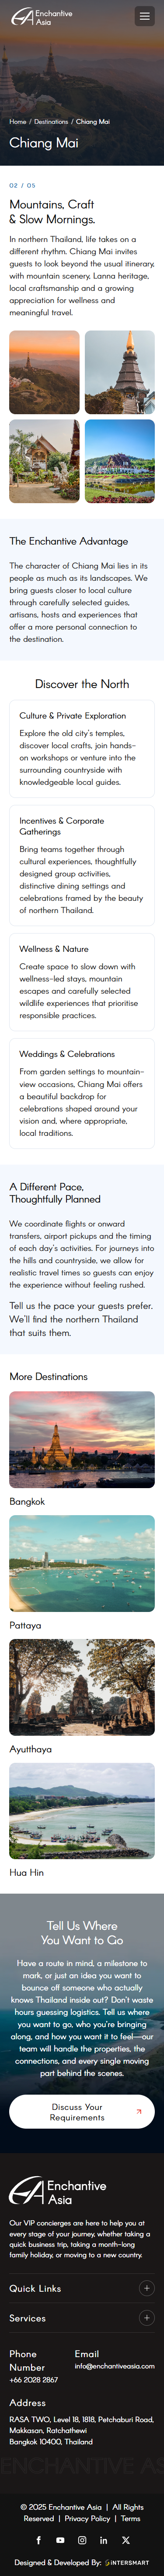 Enchantive
Asia
Home / Destinations / Chiang Mai
Chiang Mai
02 / 05
Mountains, Craft
& Slow Mornings.
In northern Thailand, life takes on a
different rhythm. Chiang Mai invites
guests to look beyond the usual itinerary,
with mountain scenery, Lanna heritage,
local craftsmanship and a growing
appreciation for wellness and
meaningful travel.
The Enchantive Advantage
The character of Chiang Mai lies in its
people as much as its landscapes. We
bring guests closer to local culture
through carefully selected guides,
artisans, hosts and experiences that
offer a more personal connection to
the destination.
Discover the North
Culture & Private Exploration
Explore the old city's temples,
discover local crafts, join hands-
on workshops or venture into the
surrounding countryside with
knowledgeable local guides.
Incentives & Corporate
Gatherings
Bring teams together through
cultural experiences, thoughtfully
designed group activities,
distinctive dining settings and
celebrations framed by the beauty
of northern Thailand.
Wellness & Nature
Create space to slow down with
wellness-led stays, mountain
escapes and carefully selected
wildlife experiences that prioritise
responsible practices.
Weddings & Celebrations
From garden settings to mountain-
view occasions, Chiang Mai offers
a beautiful backdrop for
celebrations shaped around your
vision and, where appropriate,
local traditions.
A Different Pace,
Thoughtfully Planned
We coordinate flights or onward
transfers, airport pickups and the timing
of each day's activities. For journeys into
the hills and countryside, we allow for
realistic travel times so guests can enjoy
the experience without feeling rushed.
Tell us the pace your guests prefer.
We'll find the northern Thailand
that suits them.
More Destinations
Bangkok
Pattaya
Ayutthaya
Hua Hin
Tell Us Where
You Want to Go
Have a route in mind, a milestone to
mark, or just an idea you want to
bounce off someone who actually
knows Thailand inside out? Don't waste
hours guessing logistics. Tell us where
you want to go, who you're bringing
along, and how you want it to feel—our
team will handle the properties, the
connections, and every single moving
part behind the scenes.
Discuss Your
Requirements
Enchantive
Asia
Our VIP concierges are here to help you at
every stage of your journey, whether taking a
quick business trip, taking a month-long
family holiday, or moving to a new country.
Quick Links
Services
Phone
Number
+66 2028 2867
Email
info@enchantiveasia.com
Address
RASA TWO, Level 18, 1818, Petchaburi Road,
Makkasan, Ratchathewi
Bangkok 10400, Thailand
ENCHANTIVE AS
© 2025 Enchantive Asia | All Rights
Reserved | Privacy Policy | Terms
Designed & Developed By: INTERSMART